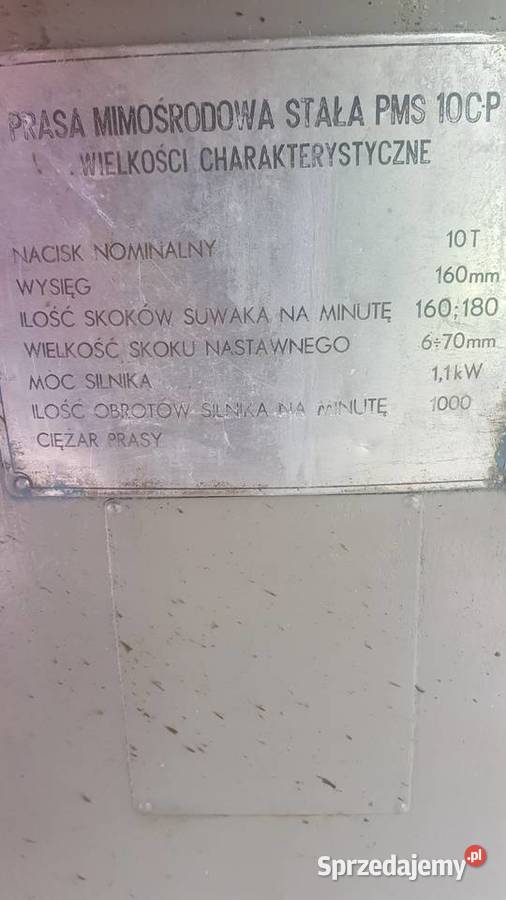 PRASA MIMOŚRODOWA STAŁA PMS 10CP
WIELKOŚCI CHARAKTERYSTYCZNE
NACISK NOMINALNY 10T
WYSIĘG 160mm
ILOŚĆ SKOKÓW SUWAKA NA MINUTĘ 160;180
WIELKOŚĆ SKOKU NASTAWNEGO 6÷70mm
MOC SILNIKA 1,1kW
ILOŚĆ OBROTÓW SILNIKA NA MINUTĘ 1000
CIĘŻAR PRASY
Sprzedajemy.pl